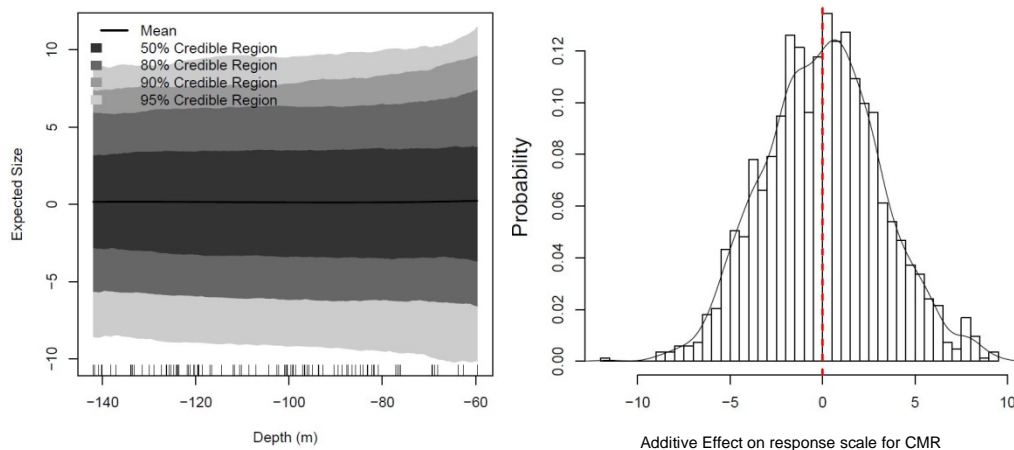 Mean
50% Credible Region
80% Credible Region
90% Credible Region
95% Credible Region
Expected Size
10
5
0
−5
−10
−140
−120
−100
−80
−60
Depth (m)
Probability
0.12
0.10
0.08
0.06
0.04
0.02
0.00
−10
−5
0
5
10
Additive Effect on response scale for CMR